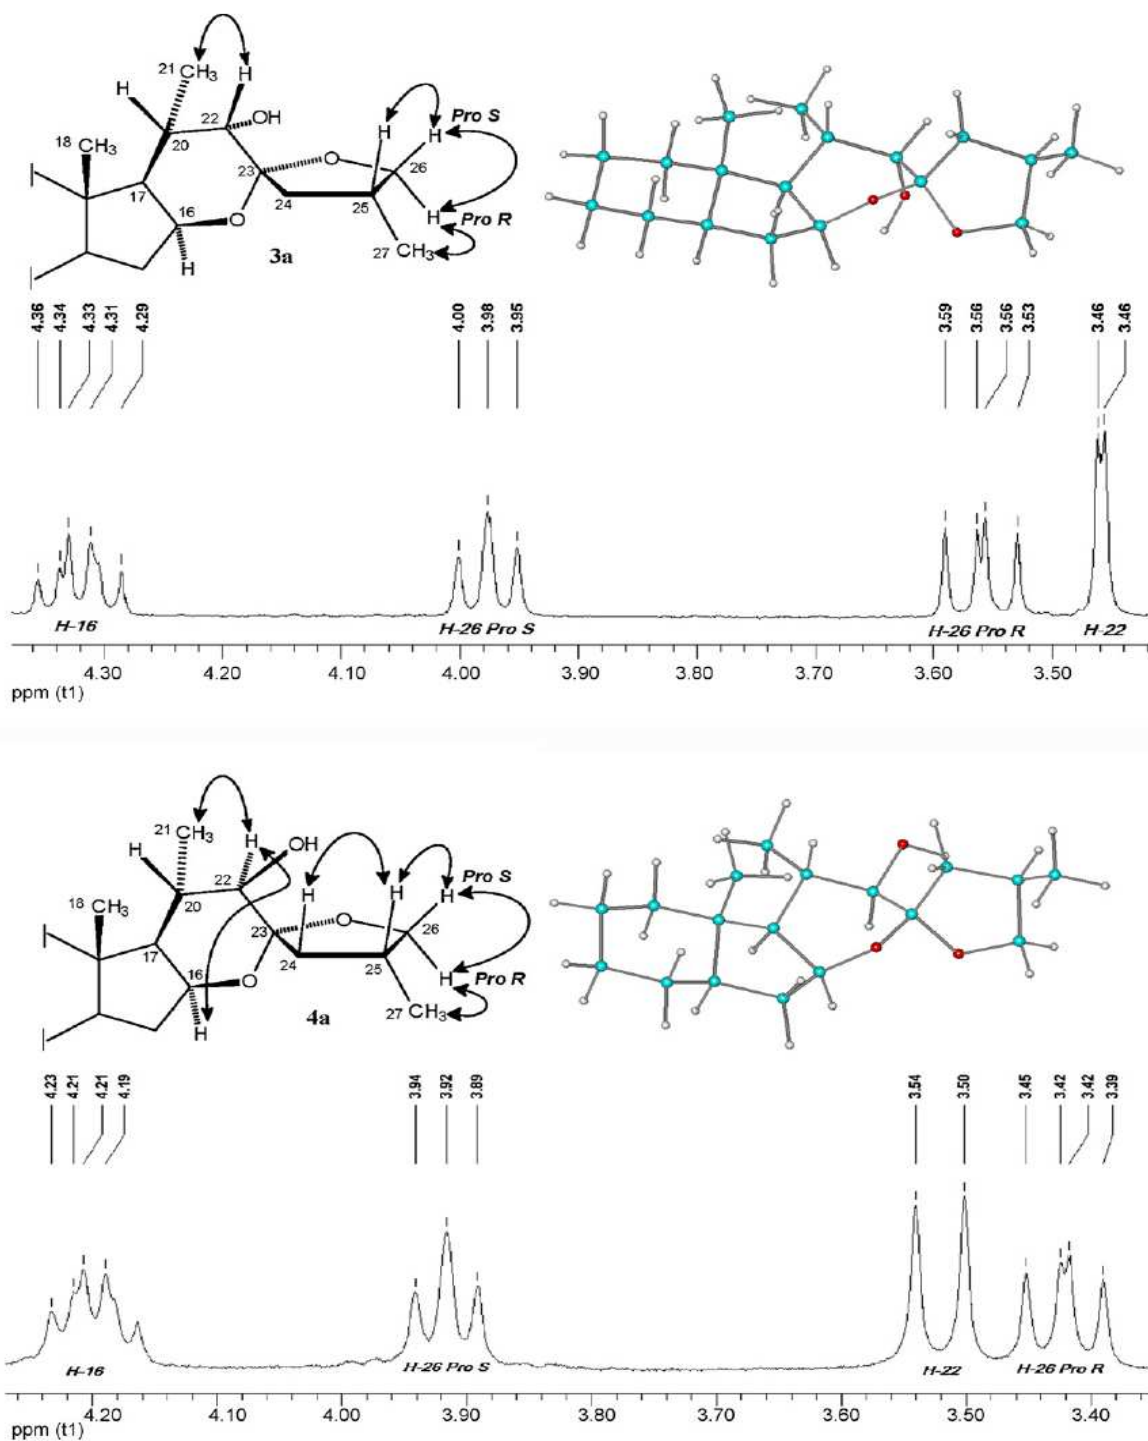 21 CH3
H
H
22 OH
H
Pro S
H
18 CH3
20
O
26
23
17
24
25
H
Pro R
16
O
27 CH3
H
3a
4.36
4.34
4.33
4.31
4.29
4.00
3.98
3.95
3.59
3.56
3.56
3.53
3.46
3.46
H-16
H-26 Pro S
H-26 Pro R
H-22
4.30
4.20
4.10
4.00
3.90
3.80
3.70
3.60
3.50
ppm (t1)
21 CH3
OH
H
H
22
H
H
Pro S
H
18 CH3
20
O
26
23
17
24
25
H
Pro R
16
O
27 CH3
H
4a
4.23
4.21
4.21
4.19
3.94
3.92
3.89
3.54
3.50
3.45
3.42
3.42
3.39
H-16
H-26 Pro S
H-22
H-26 Pro R
4.20
4.10
4.00
3.90
3.80
3.70
3.60
3.50
3.40
ppm (t1)